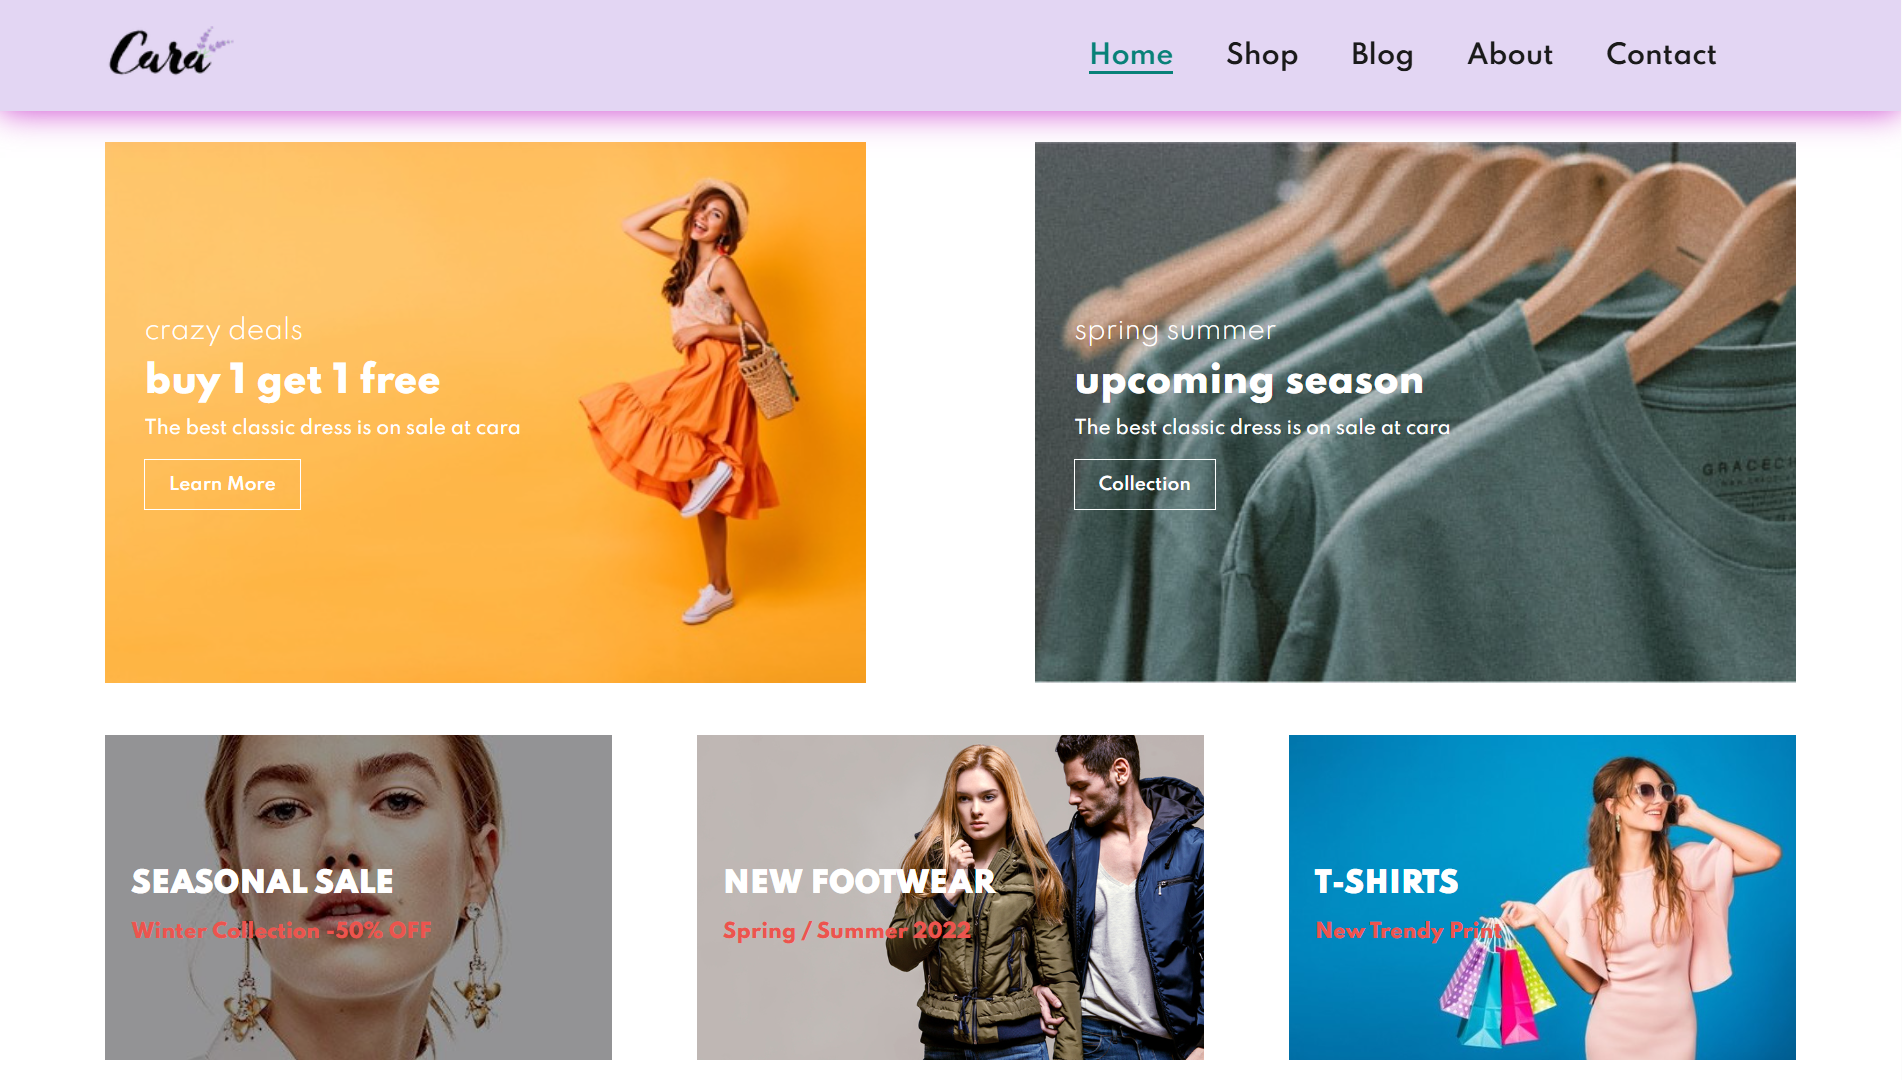 Cara
Home Shop Blog About Contact
crazy deals
buy 1 get 1 free
The best classic dress is on sale at cara
Learn More
spring summer
upcoming season
The best classic dress is on sale at cara
Collection
SEASONAL SALE
Winter Collection -50% OFF
NEW FOOTWEAR
Spring / Summer 2022
T-SHIRTS
New Trendy Print